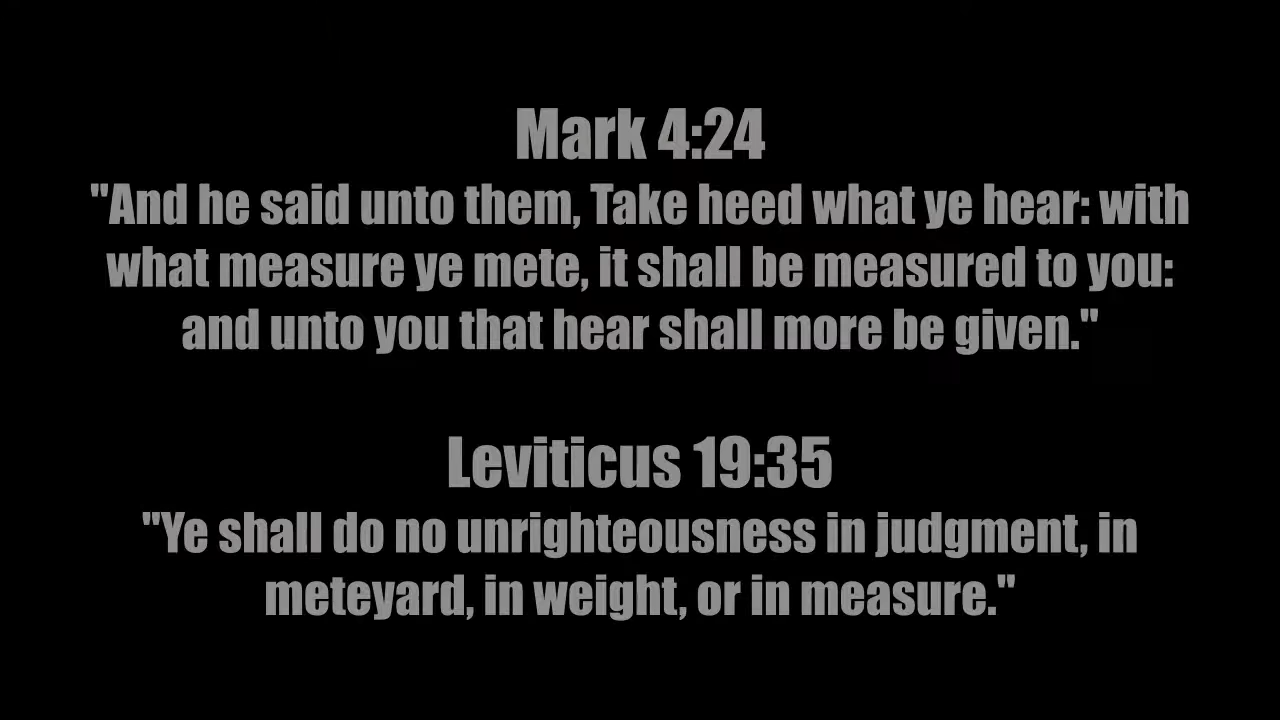 Mark 4:24
"And he said unto them, Take heed what ye hear: with
what measure ye mete, it shall be measured to you:
and unto you that hear shall more be given."
Leviticus 19:35
"Ye shall do no unrighteousness in judgment, in
meteyard, in weight, or in measure."